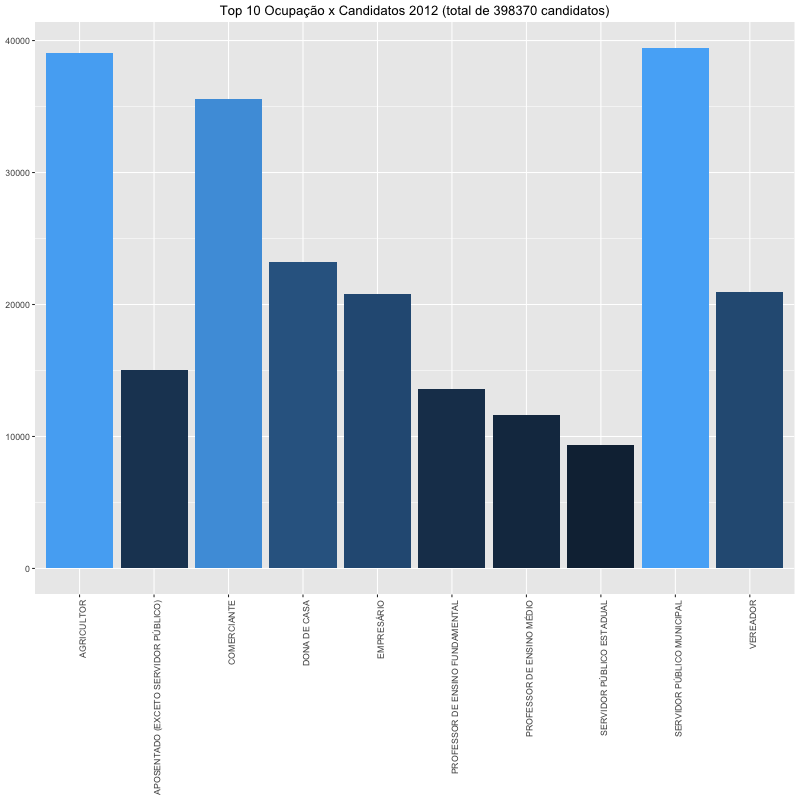 Top 10 Ocupação x Candidatos 2012 (total de 398370 candidatos)
40000
30000
20000
10000
0
AGRICULTOR
APOSENTADO (EXCETO SERVIDOR PÚBLICO)
COMERCIANTE
DONA DE CASA
EMPRESÁRIO
PROFESSOR DE ENSINO FUNDAMENTAL
PROFESSOR DE ENSINO MÉDIO
SERVIDOR PÚBLICO ESTADUAL
SERVIDOR PÚBLICO MUNICIPAL
VEREADOR